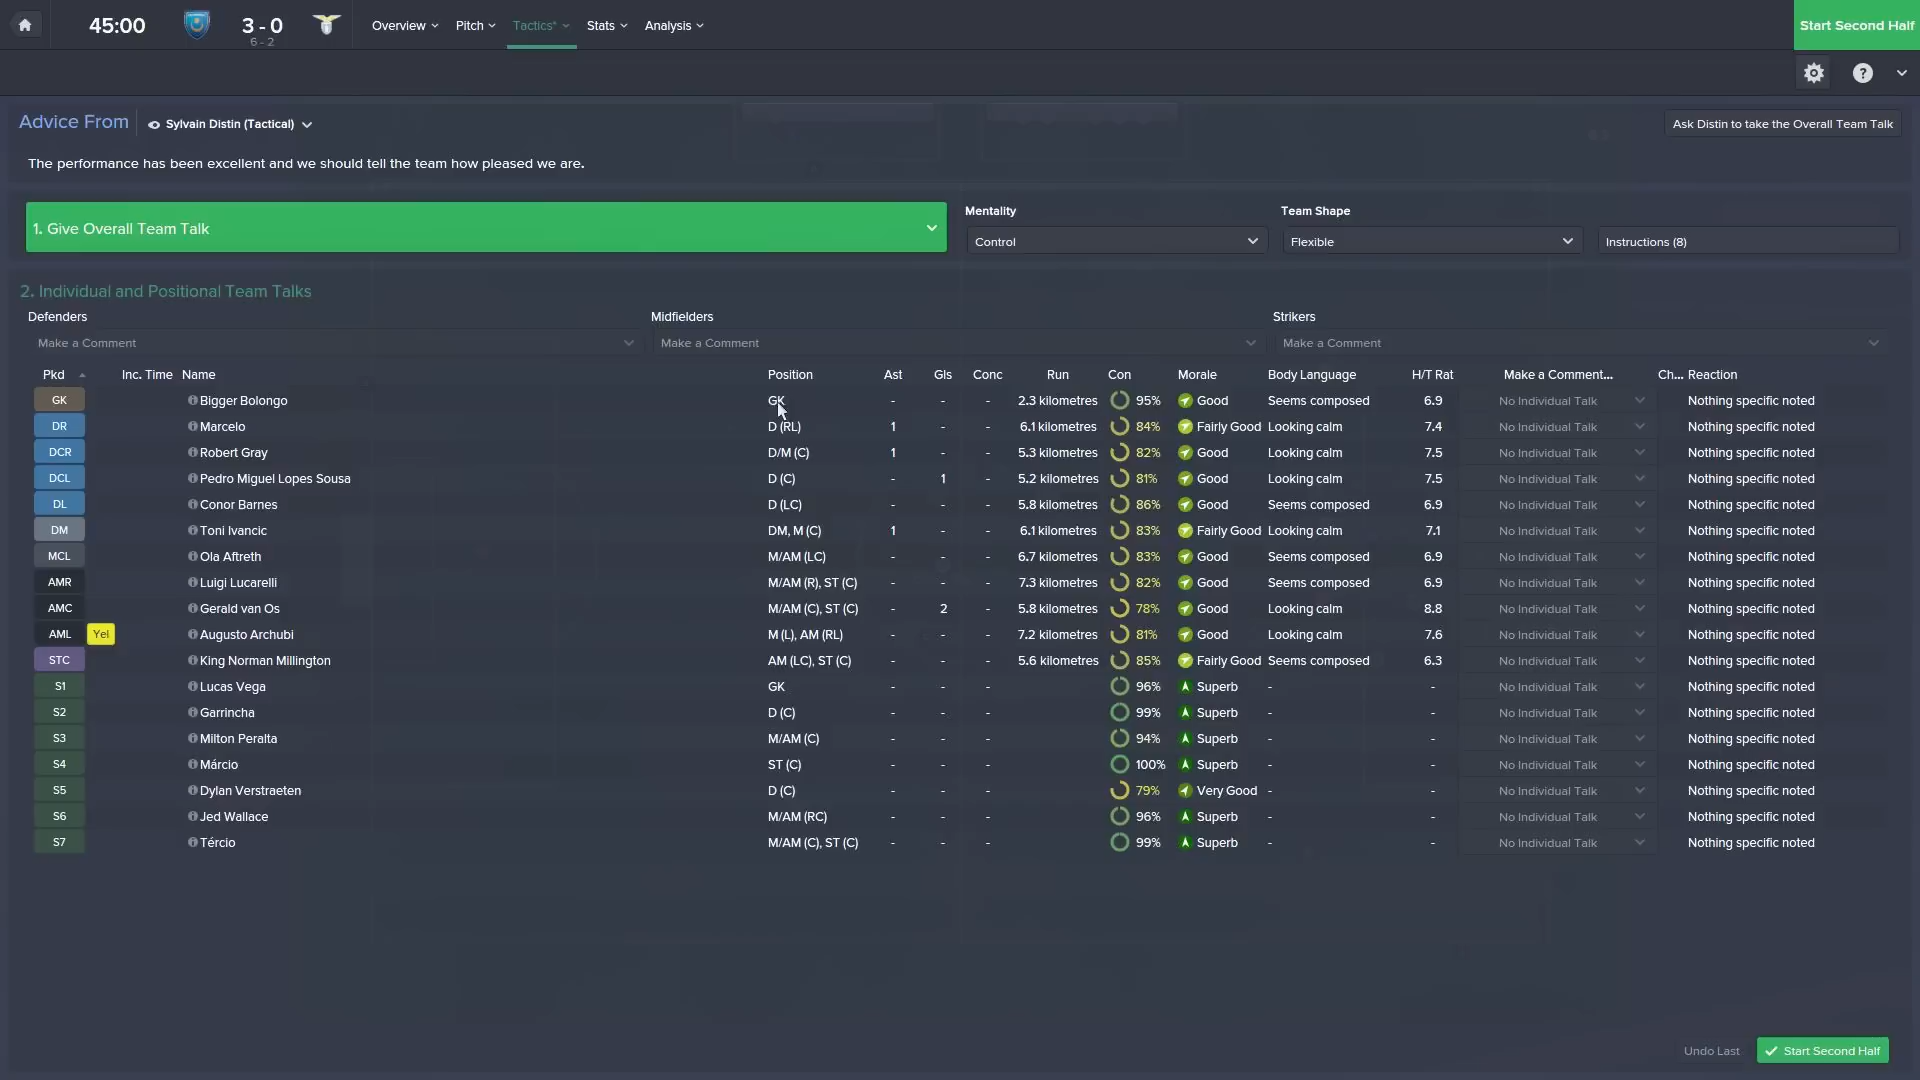 45:00 3 - 0 Overview Pitch Tactics* Stats Analysis Start Second Half
6 - 2
?
Advice From Sylvain Distin (Tactical) Ask Distin to take the Overall Team Talk
The performance has been excellent and we should tell the team how pleased we are.
1. Give Overall Team Talk
Mentality Team Shape
Control Flexible Instructions (8)
2. Individual and Positional Team Talks
Defenders Midfielders Strikers
Make a Comment Make a Comment Make a Comment
Pkd Inc. Time Name Position Ast Gls Conc Run Con Morale Body Language H/T Rat Make a Comment... Ch... Reaction
GK Bigger Bolongo GK - - - 2.3 kilometres 95% Good Seems composed 6.9 No Individual Talk Nothing specific noted
DR Marcelo D (RL) 1 - - 6.1 kilometres 84% Fairly Good Looking calm 7.4 No Individual Talk Nothing specific noted
DCR Robert Gray D/M (C) 1 - - 5.3 kilometres 82% Good Looking calm 7.5 No Individual Talk Nothing specific noted
DCL Pedro Miguel Lopes Sousa D (C) - 1 - 5.2 kilometres 81% Good Looking calm 7.5 No Individual Talk Nothing specific noted
DL Conor Barnes D (LC) - - - 5.8 kilometres 86% Good Seems composed 6.9 No Individual Talk Nothing specific noted
DM Toni Ivancic DM, M (C) 1 - - 6.1 kilometres 83% Fairly Good Looking calm 7.1 No Individual Talk Nothing specific noted
MCL Ola Aftreth M/AM (LC) - - - 6.7 kilometres 83% Good Seems composed 6.9 No Individual Talk Nothing specific noted
AMR Luigi Lucarelli M/AM (R), ST (C) - - - 7.3 kilometres 82% Good Seems composed 6.9 No Individual Talk Nothing specific noted
AMC Gerald van Os M/AM (C), ST (C) - 2 - 5.8 kilometres 78% Good Looking calm 8.8 No Individual Talk Nothing specific noted
AML Yel Augusto Archubi M (L), AM (RL) - - - 7.2 kilometres 81% Good Looking calm 7.6 No Individual Talk Nothing specific noted
STC King Norman Millington AM (LC), ST (C) - - - 5.6 kilometres 85% Fairly Good Seems composed 6.3 No Individual Talk Nothing specific noted
S1 Lucas Vega GK - - - 96% Superb - - No Individual Talk Nothing specific noted
S2 Garrincha D (C) - - - 99% Superb - - No Individual Talk Nothing specific noted
S3 Milton Peralta M/AM (C) - - - 94% Superb - - No Individual Talk Nothing specific noted
S4 Márcio ST (C) - - - 100% Superb - - No Individual Talk Nothing specific noted
S5 Dylan Verstraeten D (C) - - - 79% Very Good - - No Individual Talk Nothing specific noted
S6 Jed Wallace M/AM (RC) - - - 96% Superb - - No Individual Talk Nothing specific noted
S7 Tércio M/AM (C), ST (C) - - - 99% Superb - - No Individual Talk Nothing specific noted
Undo Last Start Second Half